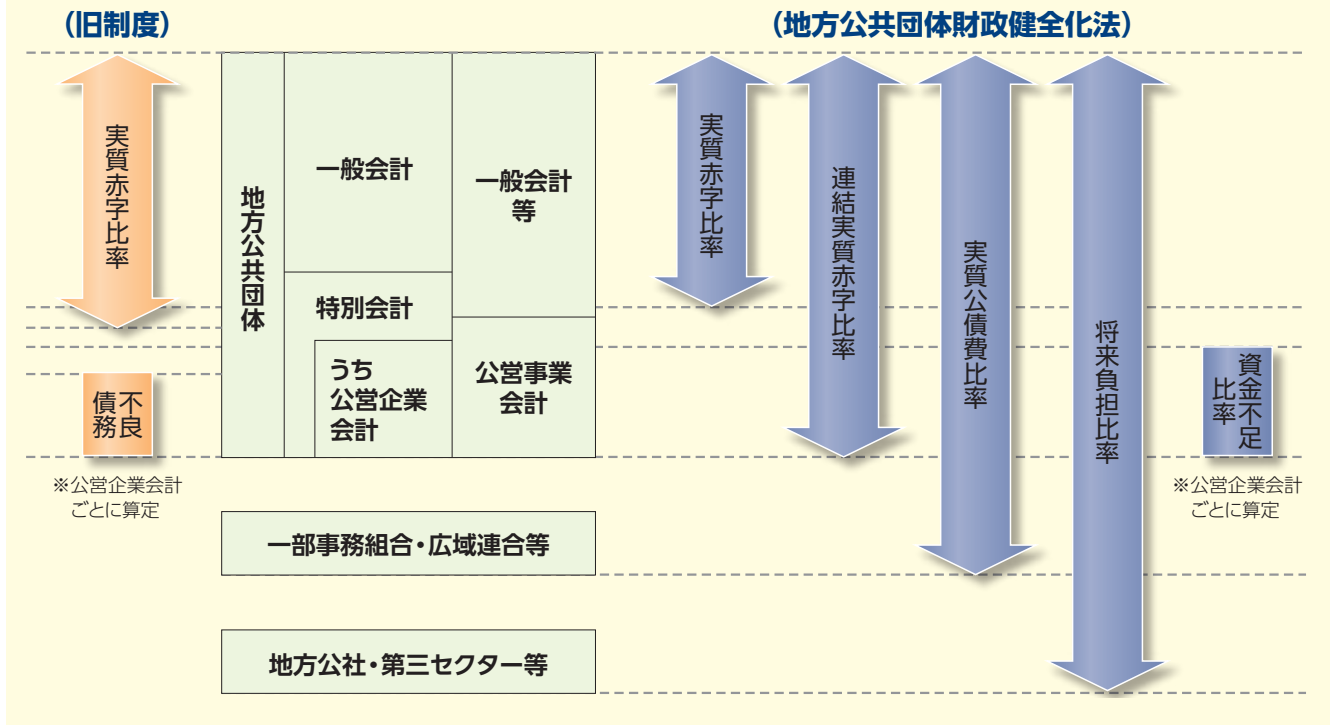 （旧制度）
（地方公共団体財政健全化法）
実質赤字比率
不良
債務
※公営企業会計
ごとに算定
地方公共団体
一般会計
特別会計
うち
公営企業
会計
一般会計
等
公営事業
会計
一部事務組合・広域連合等
地方公社・第三セクター等
実質赤字比率
連結実質赤字比率
実質公債費比率
将来負担比率
資金不足
比率
※公営企業会計
ごとに算定